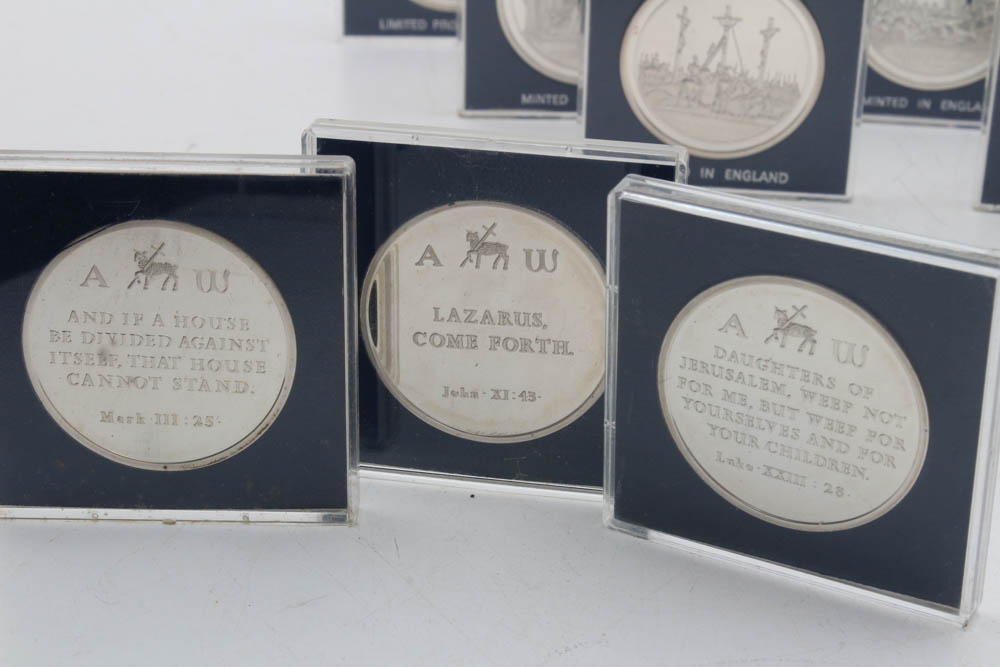 LIMITED
MINTED
IN ENGLAND
MINTED IN
A W
AND IF A HOUSE
BE DIVIDED AGAINST
ITSELF, THAT HOUSE
CANNOT STAND.
Mark III : 25 ·
A W
LAZARUS,
COME FORTH.
John · XI : 43 ·
A W
DAUGHTERS OF
JERUSALEM, WEEP NOT
FOR ME, BUT WEEP FOR
YOURSELVES AND FOR
YOUR CHILDREN.
Luke · XXIII : 28 ·